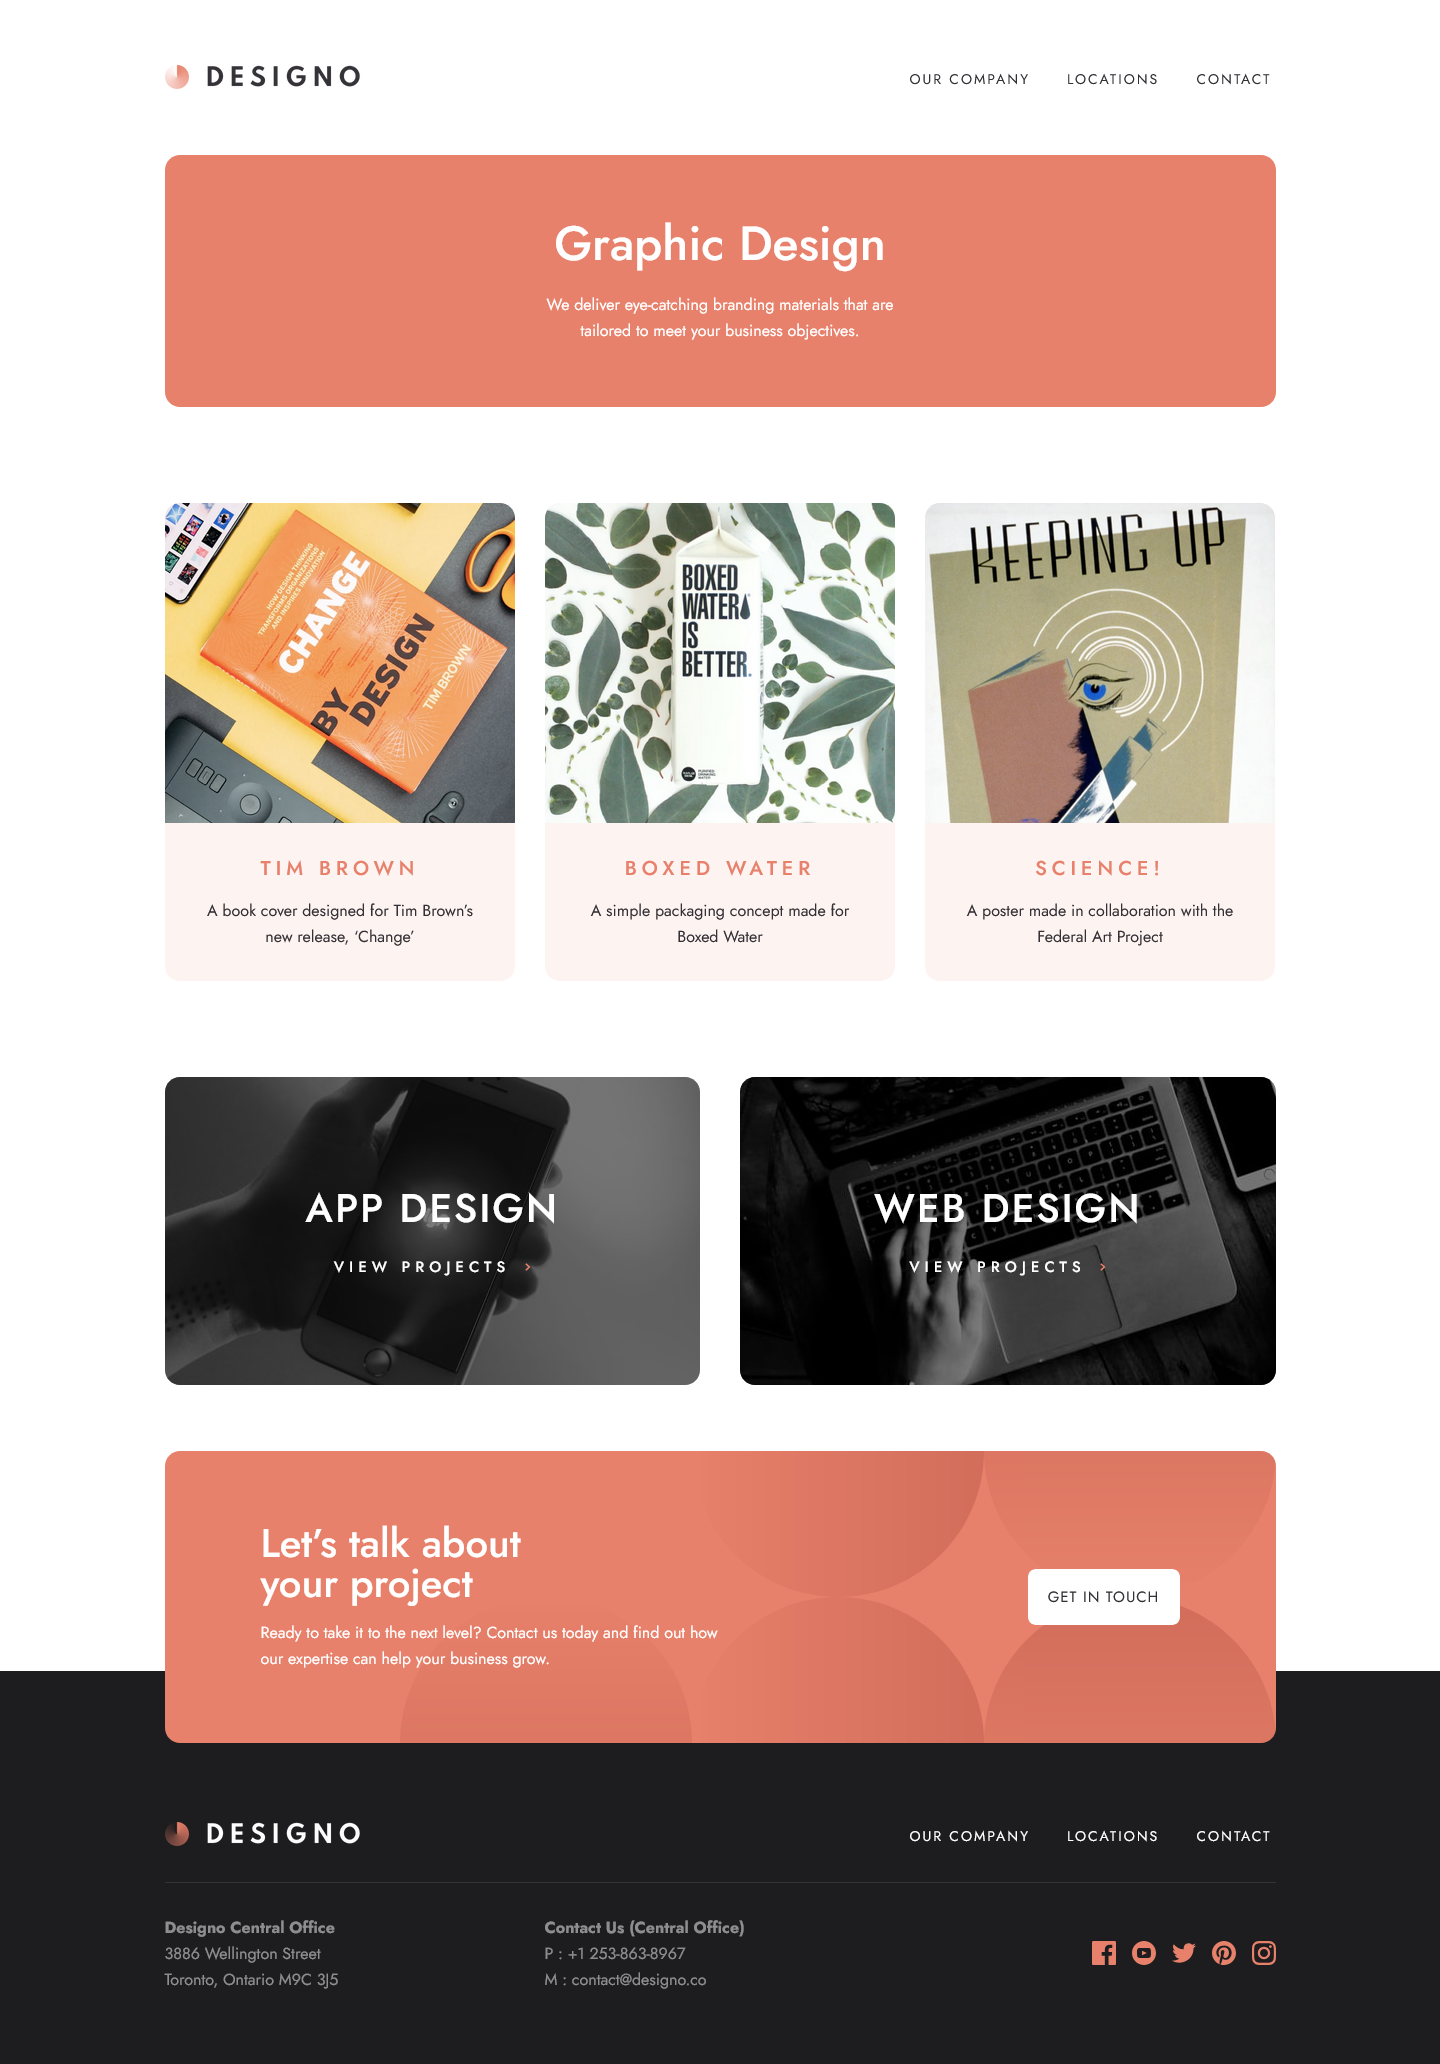 DESIGNO
OUR COMPANY LOCATIONS CONTACT
Graphic Design
We deliver eye-catching branding materials that are
tailored to meet your business objectives.
HOW DESIGN THINKING
TRANSFORMS ORGANIZATIONS
AND INSPIRES INNOVATION
CHANGE
BY
DESIGN
TIM BROWN
BOXED
WATER
IS
BETTER.
PURIFIED
DRINKING
WATER
KEEPING UP
TIM BROWN
A book cover designed for Tim Brown’s
new release, ‘Change’
BOXED WATER
A simple packaging concept made for
Boxed Water
SCIENCE!
A poster made in collaboration with the
Federal Art Project
APP DESIGN
VIEW PROJECTS
WEB DESIGN
VIEW PROJECTS
Let’s talk about
your project
Ready to take it to the next level? Contact us today and find out how
our expertise can help your business grow.
GET IN TOUCH
DESIGNO
OUR COMPANY LOCATIONS CONTACT
Designo Central Office
3886 Wellington Street
Toronto, Ontario M9C 3J5
Contact Us (Central Office)
P : +1 253-863-8967
M : contact@designo.co